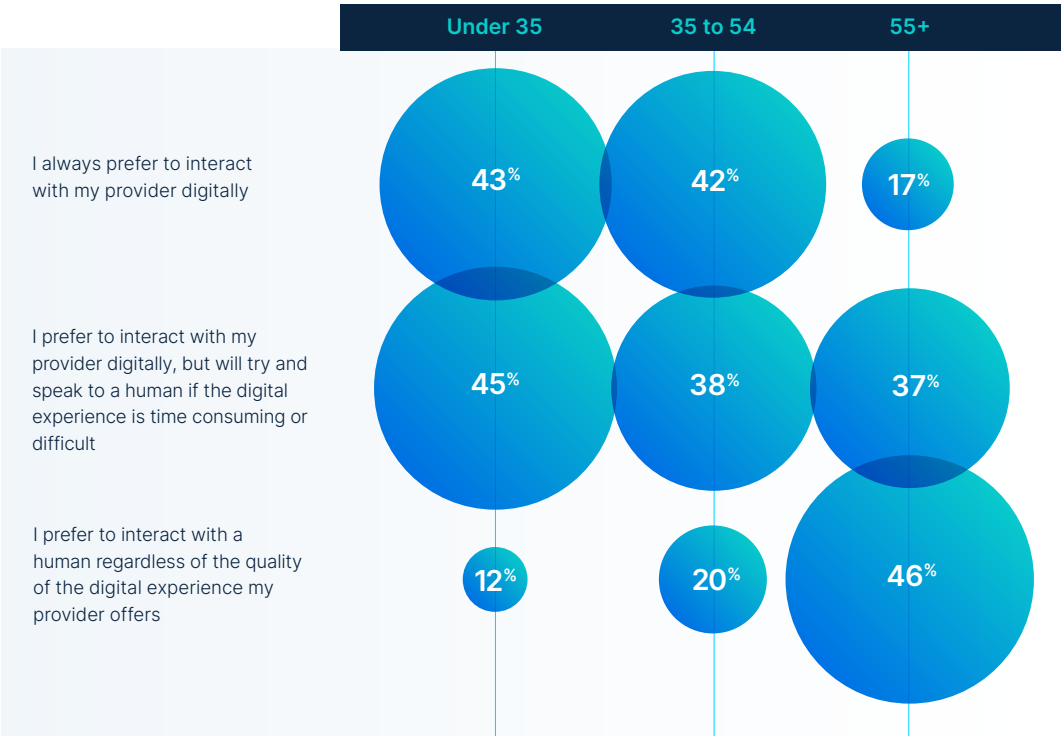 Under 35 35 to 54 55+
I always prefer to interact
with my provider digitally
43% 42% 17%
I prefer to interact with my
provider digitally, but will try and
speak to a human if the digital
experience is time consuming or
difficult
45% 38% 37%
I prefer to interact with a
human regardless of the quality
of the digital experience my
provider offers
12% 20% 46%